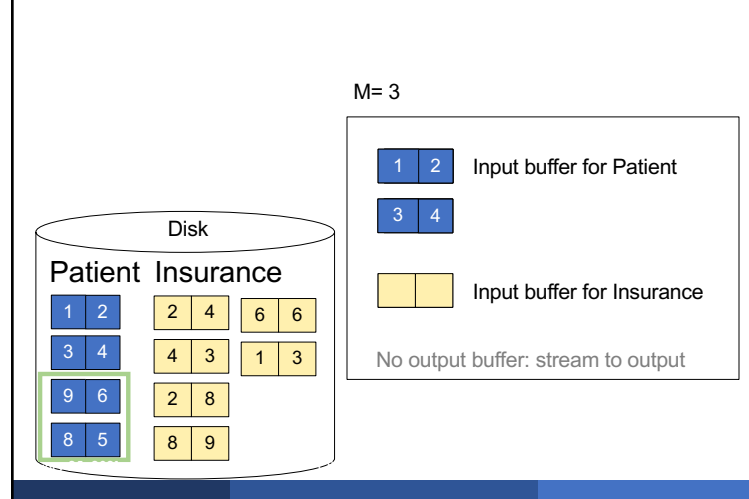 M= 3
1 2 Input buffer for Patient
3 4
Input buffer for Insurance
No output buffer: stream to output
Disk
Patient Insurance
1 2 2 4 6 6
3 4 4 3 1 3
9 6 2 8
8 5 8 9